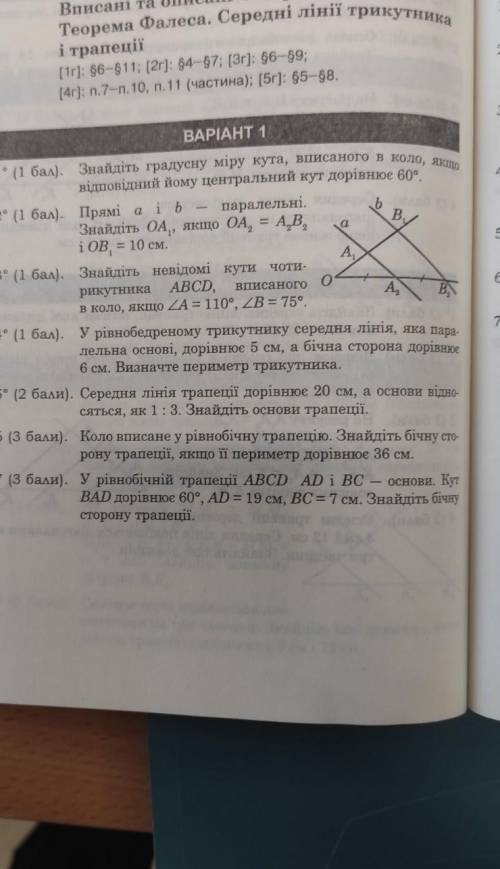 Вписані та
Теорема Фалеса. Середні лінії трикутника
і трапеції
[1г]: §6–§11; [2г]: §4–§7; [3г]: §6–§9;
[4г]: п.7–п.10, п.11 (частина); [5г]: §5–§8.
ВАРІАНТ 1
° (1 бал). Знайдіть градусну міру кута, вписаного в коло, якщо
відповідний йому центральний кут дорівнює 60°.
2° (1 бал). Прямі a і b — паралельні.
Знайдіть OA₁, якщо OA₂ = A₂B₂
і OB₁ = 10 см.
b
B₁
a
A₁
O
A₂
B₂
3° (1 бал). Знайдіть невідомі кути чоти-
рикутника ABCD, вписаного
в коло, якщо ∠A = 110°, ∠B = 75°.
4° (1 бал). У рівнобедреному трикутнику середня лінія, яка пара-
лельна основі, дорівнює 5 см, а бічна сторона дорівнює
6 см. Визначте периметр трикутника.
5° (2 бали). Середня лінія трапеції дорівнює 20 см, а основи відно-
сяться, як 1 : 3. Знайдіть основи трапеції.
6 (3 бали). Коло вписане у рівнобічну трапецію. Знайдіть бічну сто-
рону трапеції, якщо її периметр дорівнює 36 см.
7 (3 бали). У рівнобічній трапеції ABCD AD і BC — основи. Кут
BAD дорівнює 60°, AD = 19 см, BC = 7 см. Знайдіть бічну
сторону трапеції.